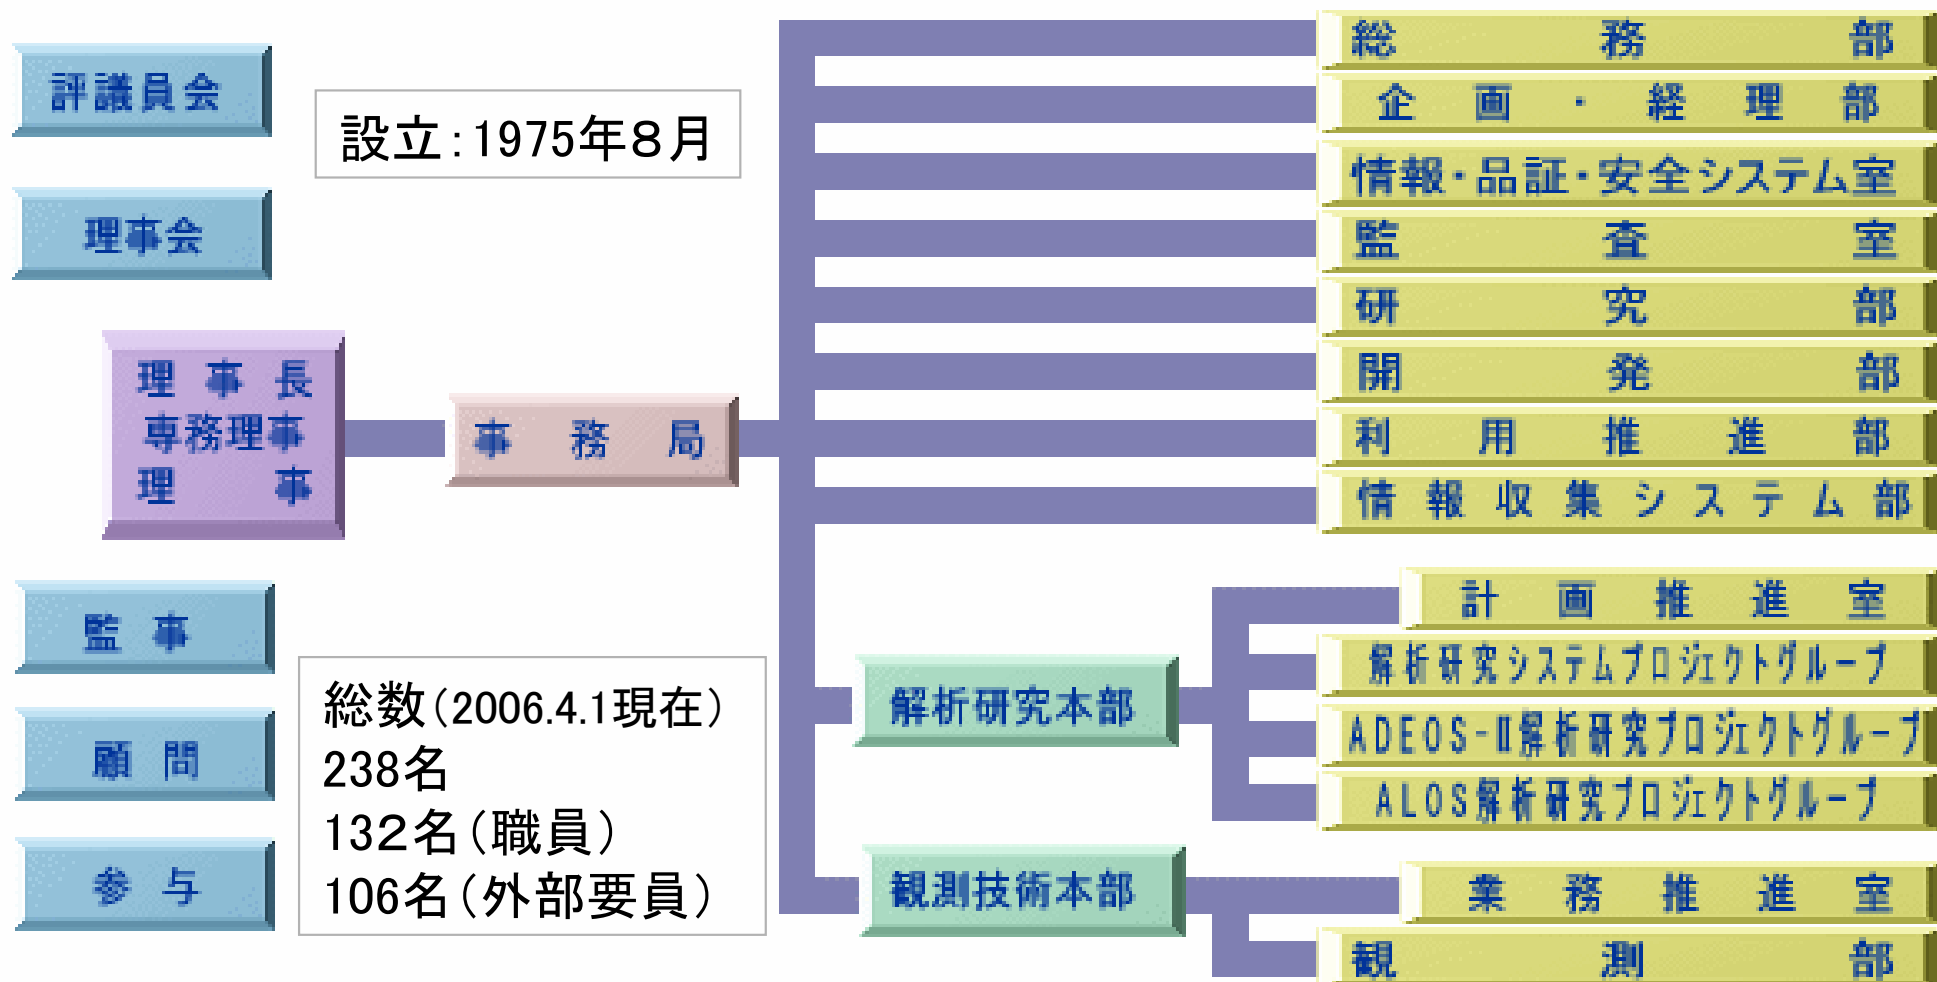 評議員会
設立：1975年８月
理事会
理事長
専務理事
理事
事務局
監事
顧問
参与
総数（2006.4.1現在）
238名
132名（職員）
106名（外部要員）
総務部
企画・経理部
情報・品証・安全システム室
監査室
研究部
開発部
利用推進部
情報収集システム部
解析研究本部
計画推進室
解析研究システムプロジェクトグループ
ADEOS-Ⅱ解析研究プロジェクトグループ
ALOS解析研究プロジェクトグループ
観測技術本部
業務推進室
観測部